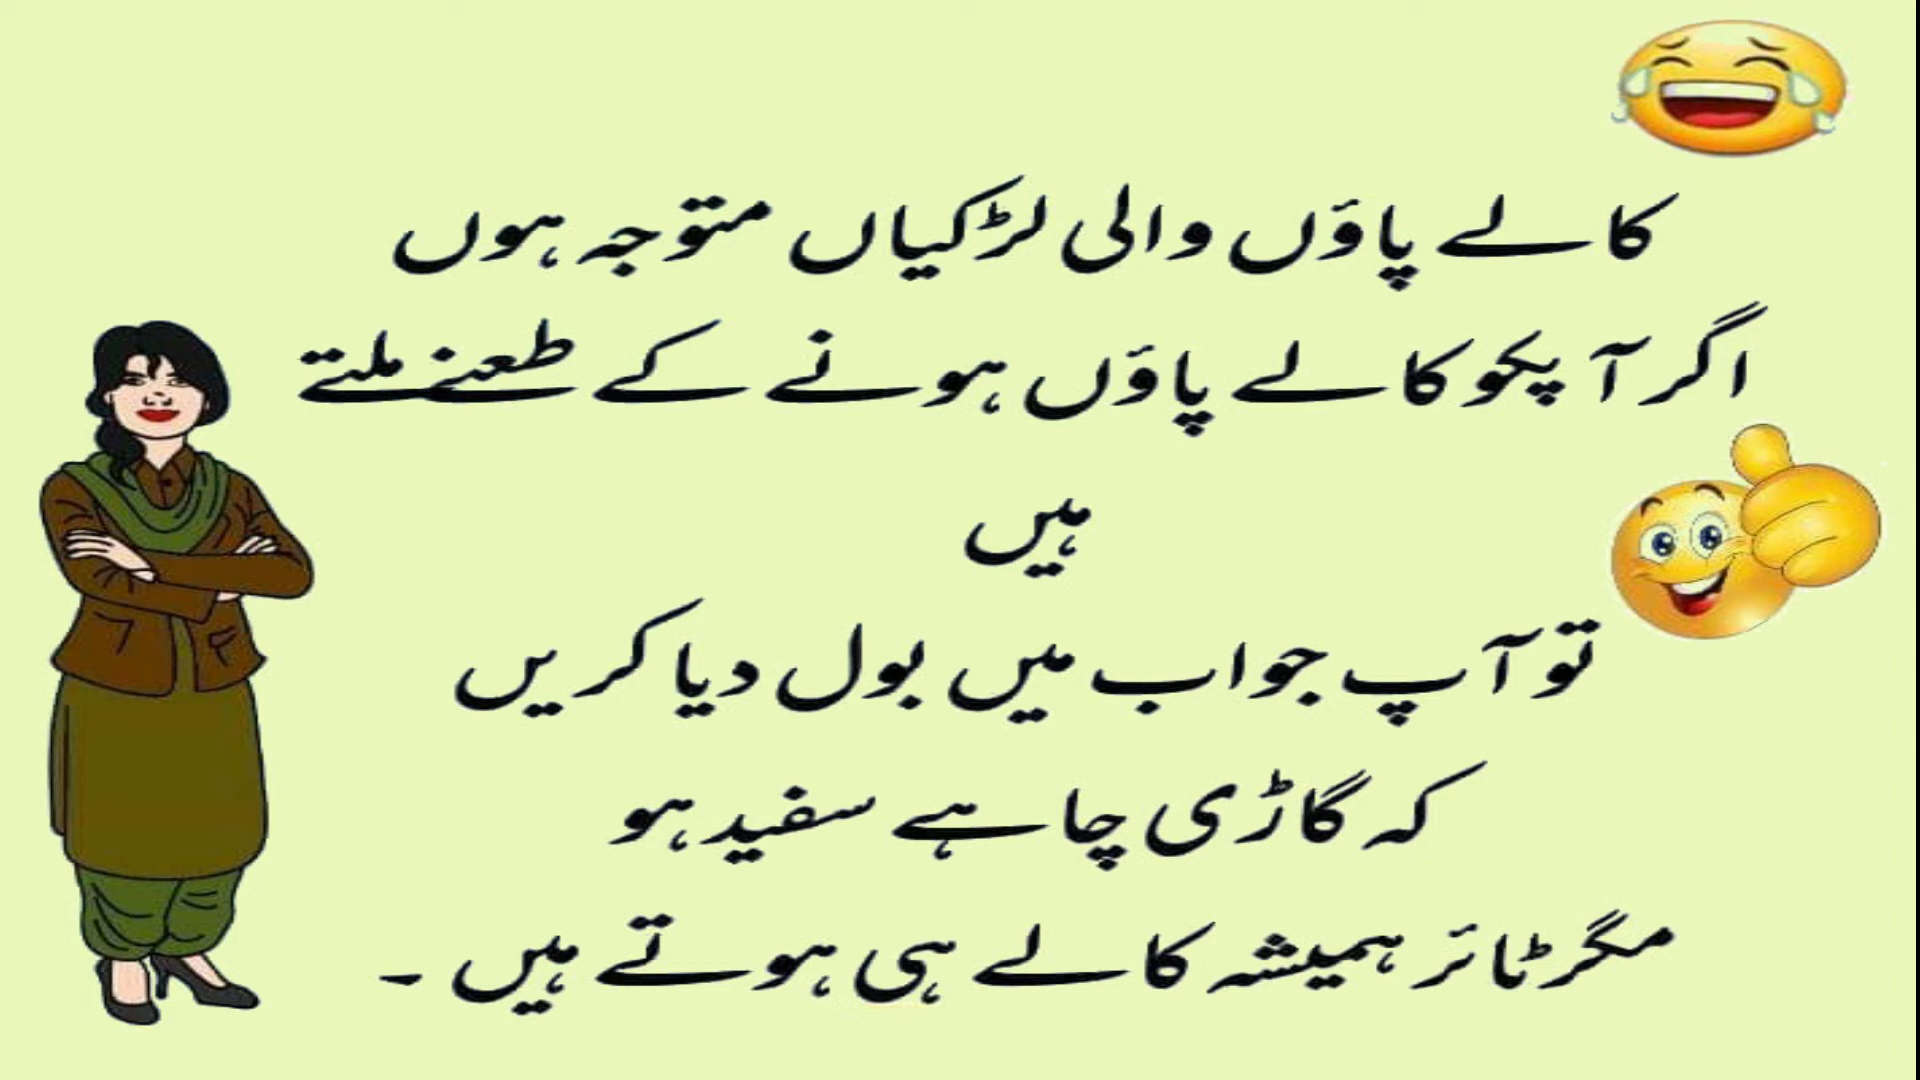 کالے پاؤں والی لڑکیاں متوجہ ہوں
اگر آپکو کالے پاؤں ہونے کے طعنے ملتے
ہیں
تو آپ جواب میں بول دیا کریں
کہ گاڑی چاہے سفید ہو
مگر ٹائر ہمیشہ کالے ہی ہوتے ہیں ۔